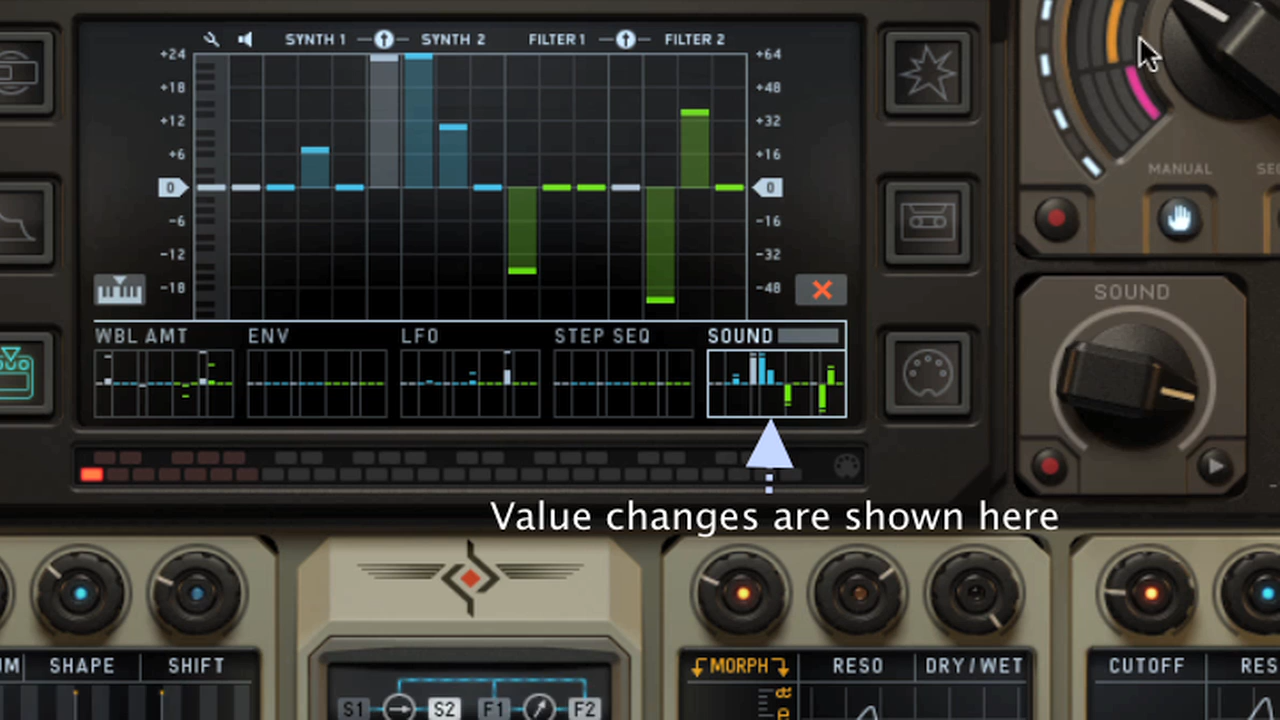 SYNTH 1 SYNTH 2 FILTER 1 FILTER 2
+24 +64
+18 +48
+12 +32
+6 +16
0 0
-6 -16
-12 -32
-18 -48
MANUAL
SOUND
WBL AMT ENV LFO STEP SEQ SOUND
Value changes are shown here
SHAPE SHIFT MORPH RESO DRY/WET CUTOFF
S1 S2 F1 F2